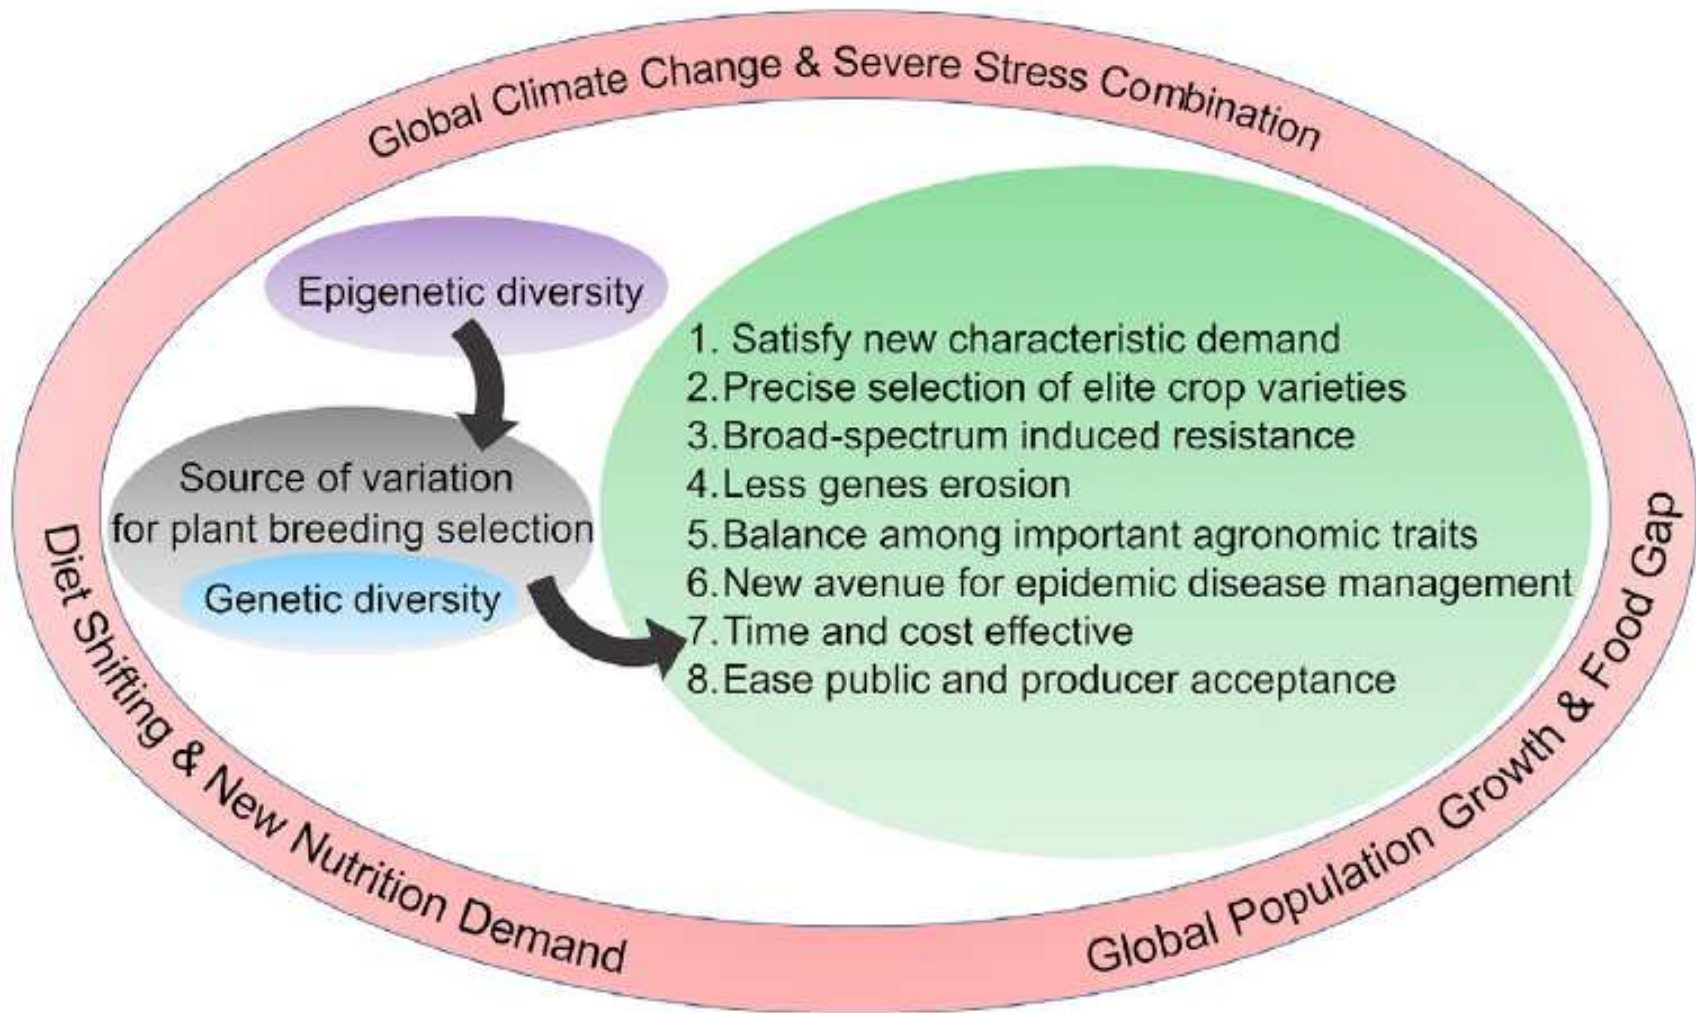 Global Climate Change & Severe Stress Combination
Epigenetic diversity
Source of variation
for plant breeding selection
Genetic diversity
1. Satisfy new characteristic demand
2.Precise selection of elite crop varieties
3.Broad-spectrum induced resistance
4.Less genes erosion
5.Balance among important agronomic traits
6.New avenue for epidemic disease management
7.Time and cost effective
8.Ease public and producer acceptance
Diet Shifting & New Nutrition Demand
Global Population Growth & Food Gap